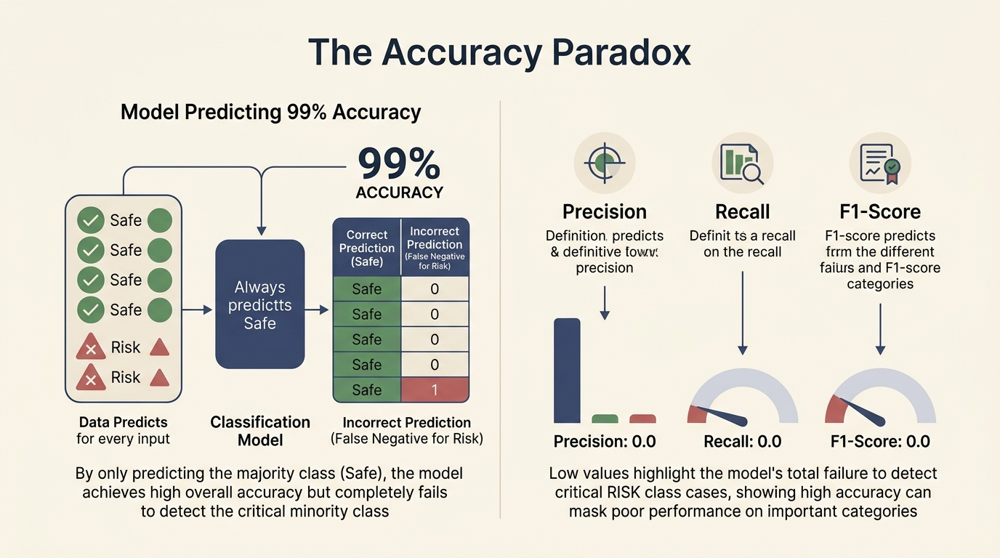 The Accuracy Paradox
Model Predicting 99% Accuracy
99%
ACCURACY
Safe
Safe
Safe
Safe
Risk
Risk
Data Predicts
for every input
Always
predictts
Safe
Classification
Model
Correct
Prediction
(Safe)
Incorrect
Prediction
(False Negative
for Risk)
Safe 0
Safe 0
Safe 0
Safe 0
Safe 1
Incorrect Prediction
(False Negative for Risk)
By only predicting the majority class (Safe), the model
achieves high overall accuracy but completely fails
to detect the critical minority class
Precision
Definition, predicts
& definitive
precision
Precision: 0.0
Recall
Definit ts a recall
on the recall
Recall: 0.0
F1-Score
F1-score predicts
frrm the different
failurs and F1-score
categories
F1-Score: 0.0
Low values highlight the model's total failure to detect
critical RISK class cases, showing high accuracy can
mask poor performance on important categories